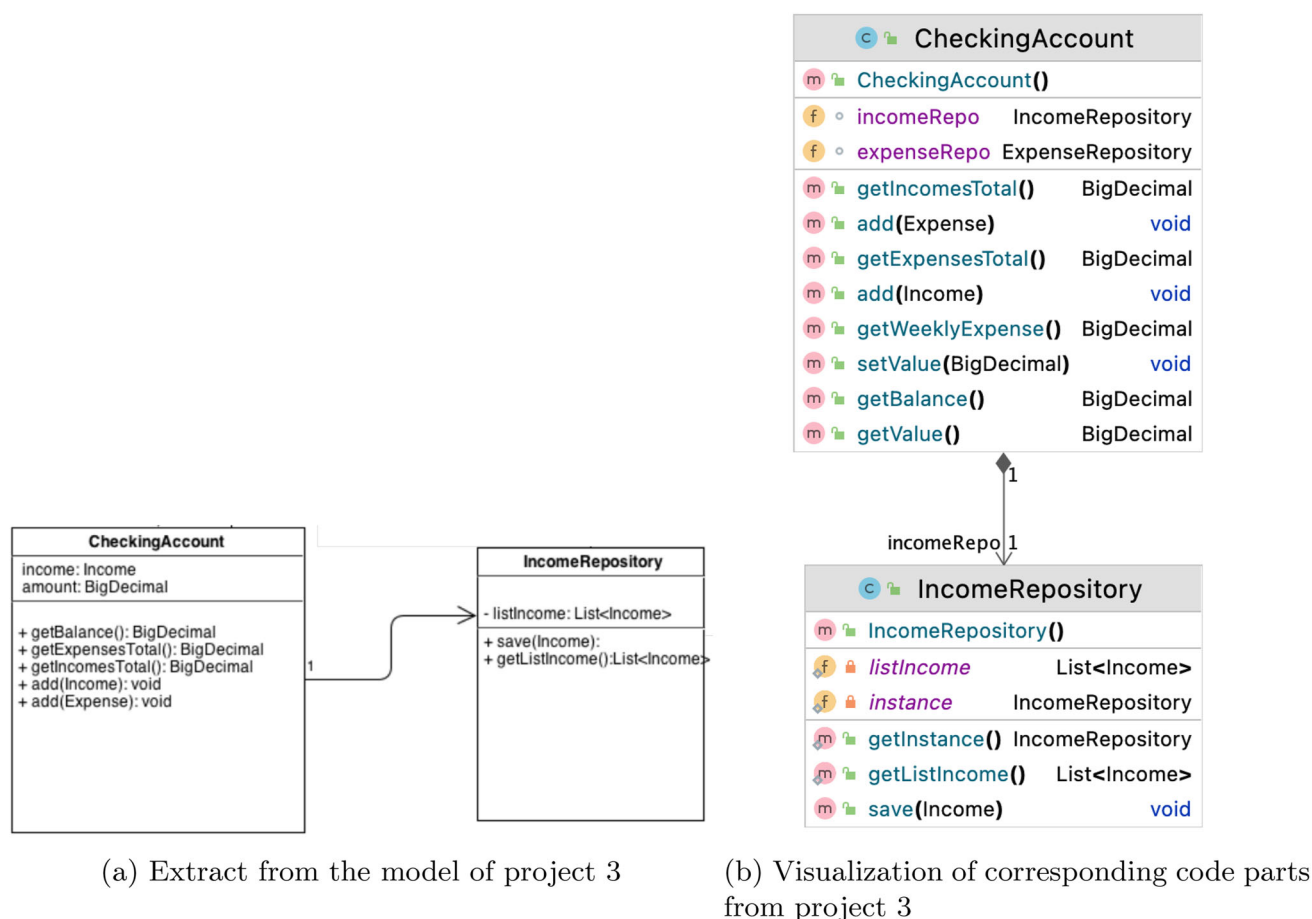 CheckingAccount
income: Income
amount: BigDecimal
+ getBalance(): BigDecimal
+ getExpensesTotal(): BigDecimal
+ getIncomesTotal(): BigDecimal
+ add(Income): void
+ add(Expense): void
1
IncomeRepository
- listIncome: List<Income>
+ save(Income):
+ getListIncome():List<Income>
(a) Extract from the model of project 3
C CheckingAccount
m CheckingAccount()
f incomeRepo IncomeRepository
f expenseRepo ExpenseRepository
m getIncomesTotal() BigDecimal
m add(Expense) void
m getExpensesTotal() BigDecimal
m add(Income) void
m getWeeklyExpense() BigDecimal
m setValue(BigDecimal) void
m getBalance() BigDecimal
m getValue() BigDecimal
1
incomeRepo 1
C IncomeRepository
m IncomeRepository()
f listIncome List<Income>
f instance IncomeRepository
m getInstance() IncomeRepository
m getListIncome() List<Income>
m save(Income) void
(b) Visualization of corresponding code parts
from project 3